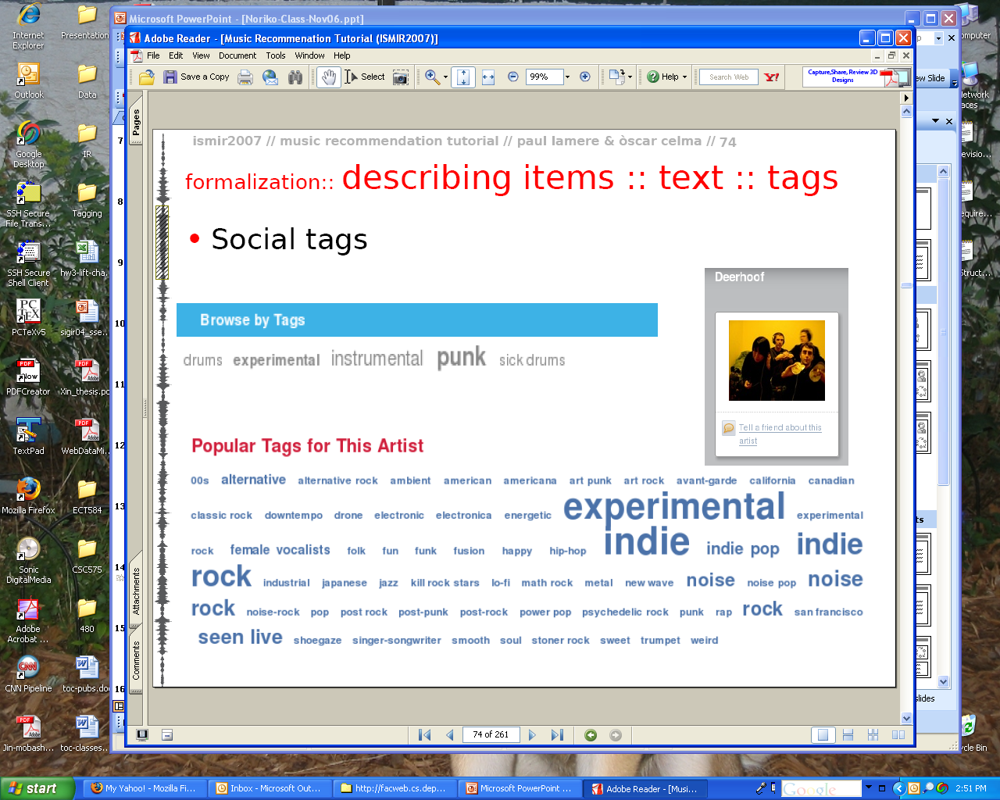 Microsoft PowerPoint - [Noriko-Class-Nov06.ppt]
Adobe Reader - [Music Recommenation Tutorial (ISMIR2007)]
File Edit View Document Tools Window Help
Save a Copy Select 99% Help Search Web Y! Capture,Share, Review 3D Designs
ew Slide
Pages
Attachments
Comments
ismir2007 // music recommendation tutorial // paul lamere & òscar celma // 74
formalization:: describing items :: text :: tags
• Social tags
Deerhoof
Tell a friend about this
artist
Browse by Tags
drums experimental instrumental punk sick drums
Popular Tags for This Artist
00s alternative alternative rock ambient american americana art punk art rock avant-garde california canadian
classic rock downtempo drone electronic electronica energetic experimental experimental
rock female vocalists folk fun funk fusion happy hip-hop indie indie pop indie
rock industrial japanese jazz kill rock stars lo-fi math rock metal new wave noise noise pop noise
rock noise-rock pop post rock post-punk post-rock power pop psychedelic rock punk rap rock san francisco
seen live shoegaze singer-songwriter smooth soul stoner rock sweet trumpet weird
74 of 261
7
8
9
10
11
12
13
14
15
16
Internet
Explorer
Presentation
Outlook
Data
Google
Desktop
IR
SSH Secure
File Trans...
Tagging
SSH Secure
Shell Client
hw3-lift-cha...
PCTeXv5
sigir04_sse...
PDFCreator
Xin_thesis.pd
TextPad
WebDataMi...
Mozilla Firefox
ECT584
Sonic
DigitalMedia
CSC575
Adobe
Acrobat ...
480
CNN Pipeline
toc-pubs.doc
Jin-mobash...
toc-classes...
omputer
etwork
aces
evisio...
equire...
truct...
ts
slides
cle Bin
start
My Yahoo! - Mozilla Fi...
Inbox - Microsoft Out...
http://facweb.cs.dep...
Microsoft PowerPoint ...
Adobe Reader - [Musi...
Google
2:51 PM